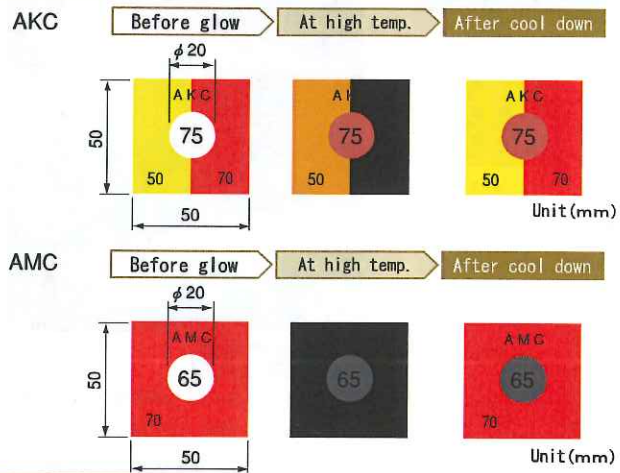 AKC Before glow At high temp. After cool down
φ20
AKC AK AKC
50 75 75 75
50 70 50 50 70
50 Unit(mm)
AMC Before glow At high temp. After cool down
φ20
AMC AMC
50 65 65 65
70 70
50 Unit(mm)